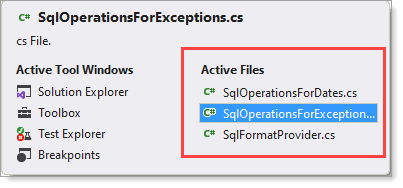 SqlOperationsForExceptions.cs
cs File.
Active Tool Windows
Solution Explorer
Toolbox
Test Explorer
Breakpoints
Active Files
C# SqlOperationsForDates.cs
C# SqlOperationsForException...
C# SqlFormatProvider.cs